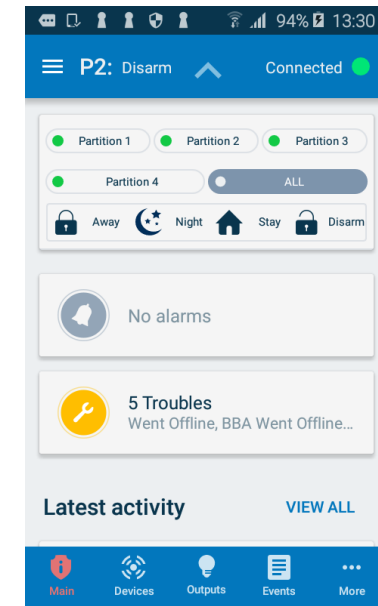 94% 13:30
P2: Disarm Connected
Partition 1 Partition 2 Partition 3
Partition 4 ALL
Away Night Stay Disarm
No alarms
5 Troubles
Went Offline, BBA Went Offline...
Latest activity VIEW ALL
Main Devices Outputs Events More